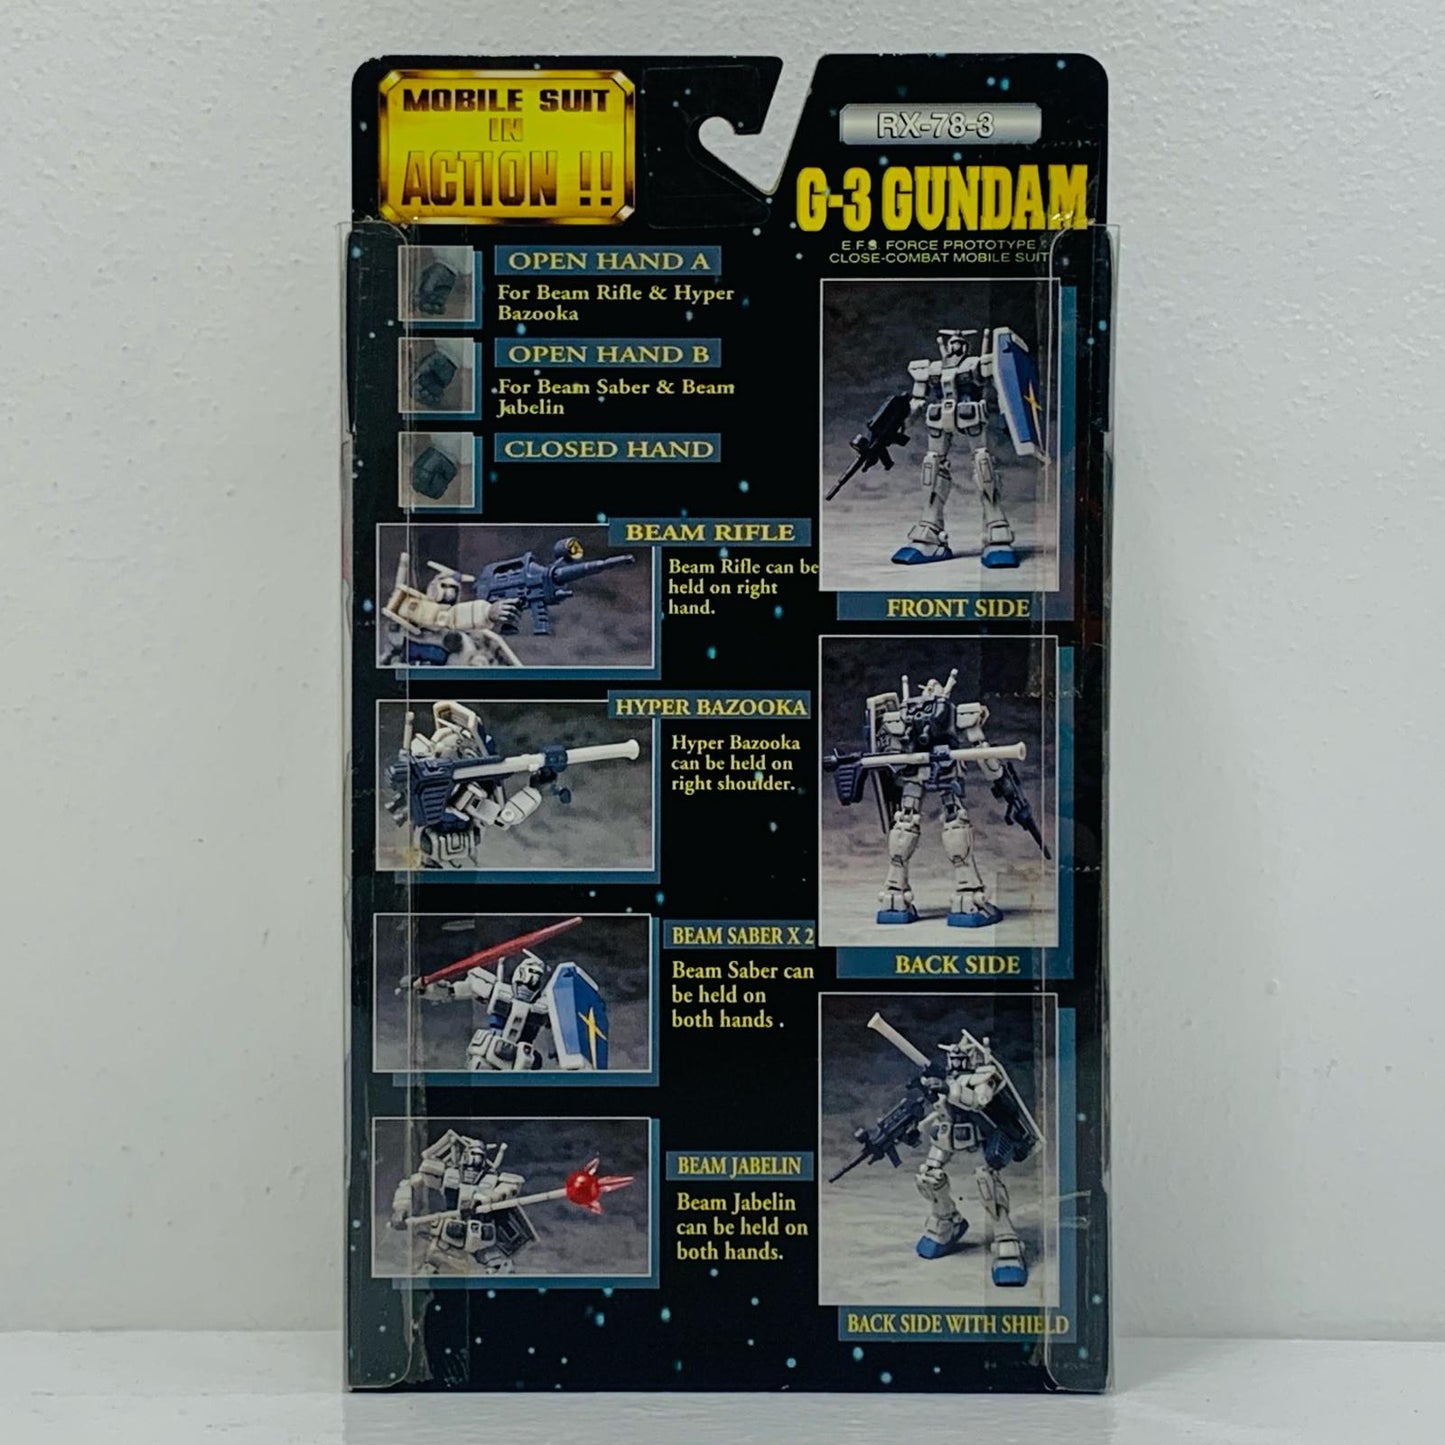 MOBILE SUIT
IN
ACTION !!
RX-78-3
G-3 GUNDAM
E.F.S. FORCE PROTOTYPE
CLOSE-COMBAT MOBILE SUIT
OPEN HAND A
For Beam Rifle & Hyper
Bazooka
OPEN HAND B
For Beam Saber & Beam
Jabelin
CLOSED HAND
BEAM RIFLE
Beam Rifle can be
held on right
hand.
HYPER BAZOOKA
Hyper Bazooka
can be held on
right shoulder.
BEAM SABER X 2
Beam Saber can
be held on
both hands .
BEAM JABELIN
Beam Jabelin
can be held on
both hands.
FRONT SIDE
BACK SIDE
BACK SIDE WITH SHIELD